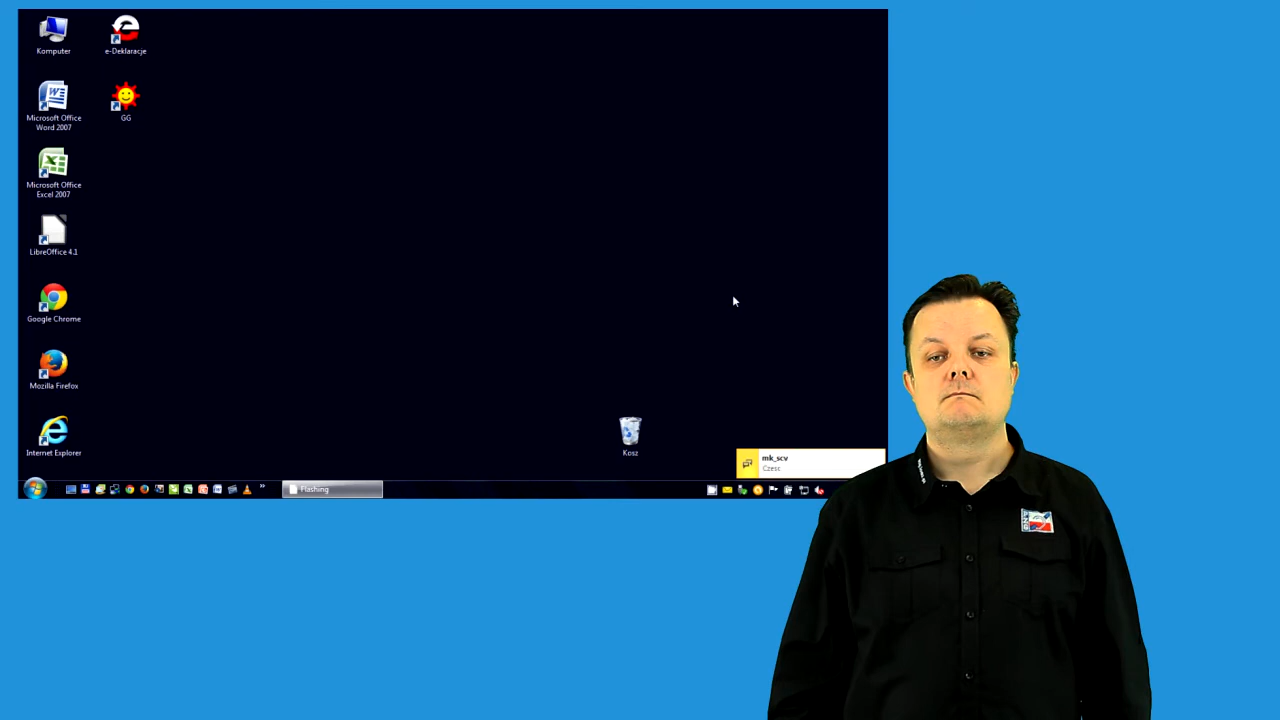 Komputer
e-Deklaracje
Microsoft Office
Word 2007
GG
Microsoft Office
Excel 2007
LibreOffice 4.1
Google Chrome
Mozilla Firefox
Internet Explorer
Kosz
mk_scv
Czesc
Flashing
PZG